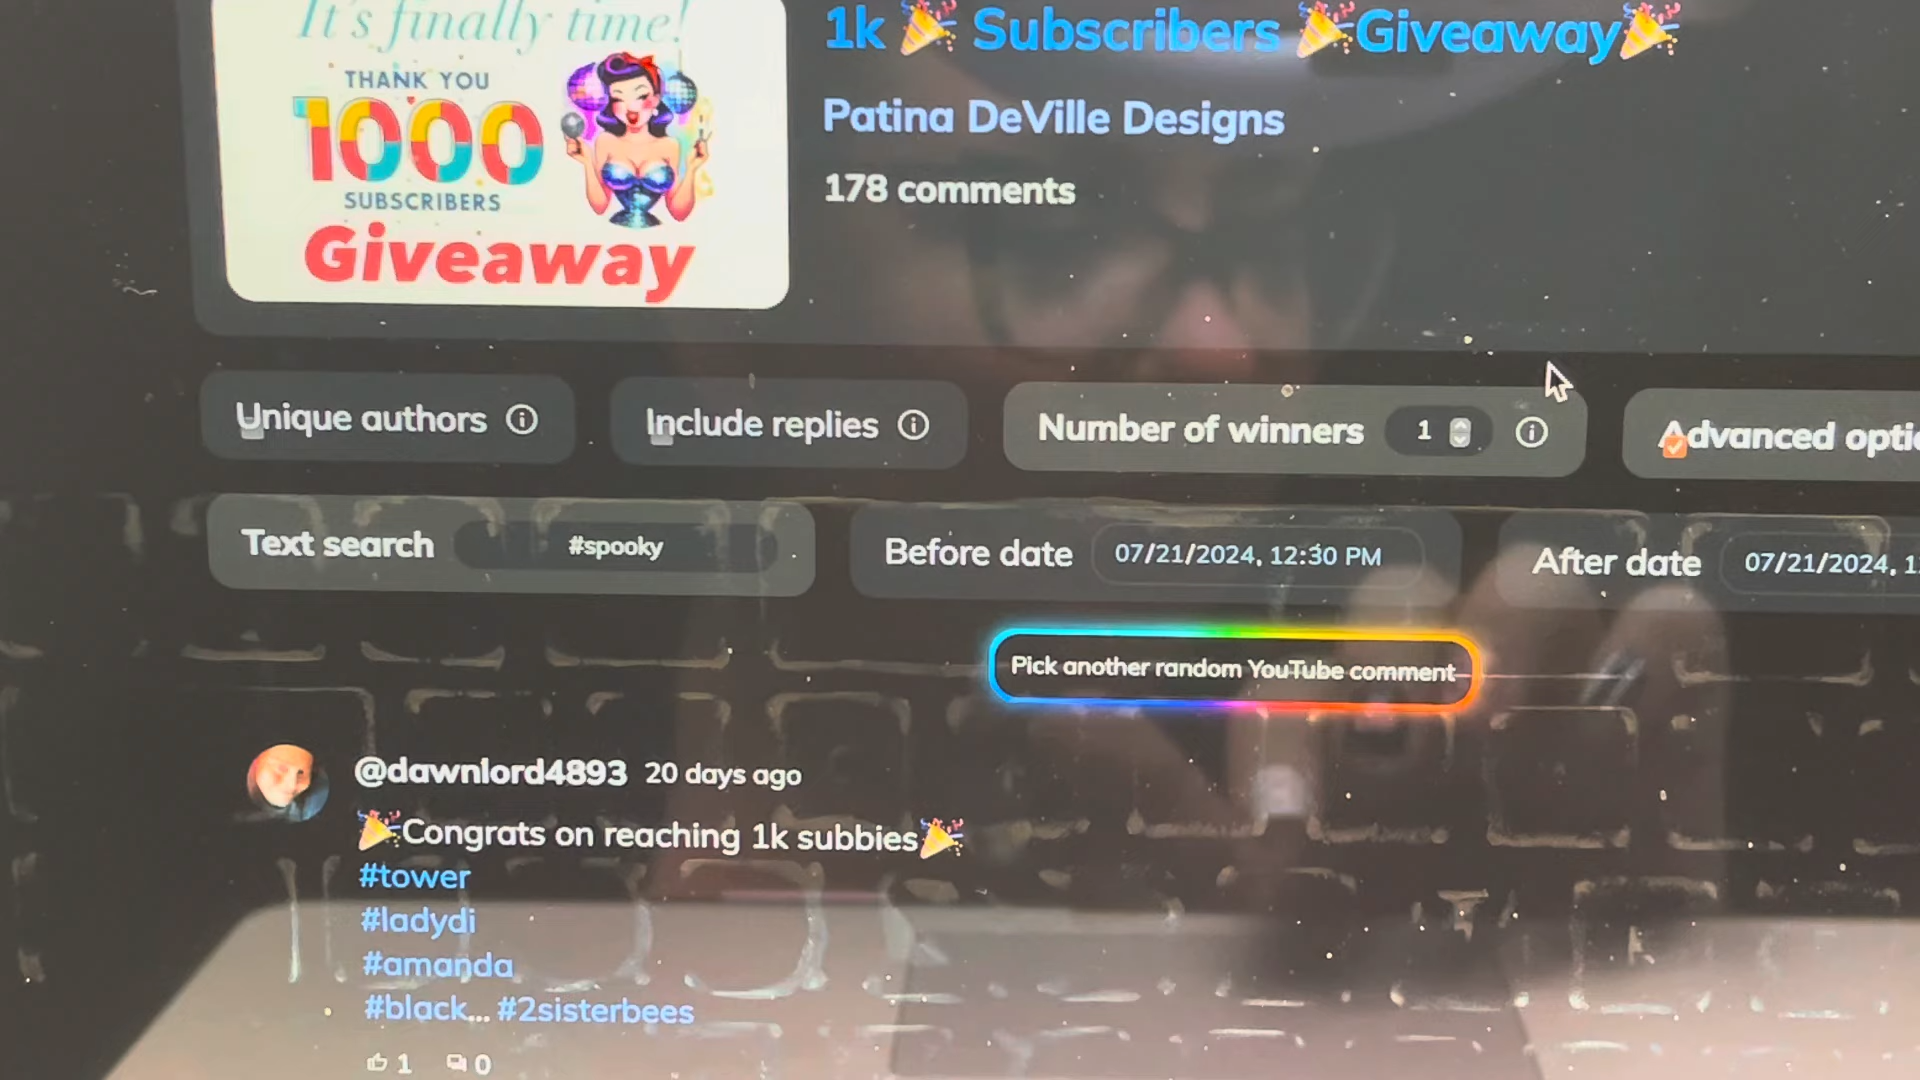 It's finally time!
THANK YOU
1000
SUBSCRIBERS
Giveaway
1k 🎉 Subscribers 🎉Giveaway🎉
Patina DeVille Designs
178 comments
Unique authors
Include replies
Number of winners 1
Advanced optio
Text search #spooky
Before date 07/21/2024, 12:30 PM
After date 07/21/2024, 1
Pick another random YouTube comment
@dawnlord4893 20 days ago
🎉Congrats on reaching 1k subbies🎉
#tower
#ladydi
#amanda
#black... #2sisterbees
1 0